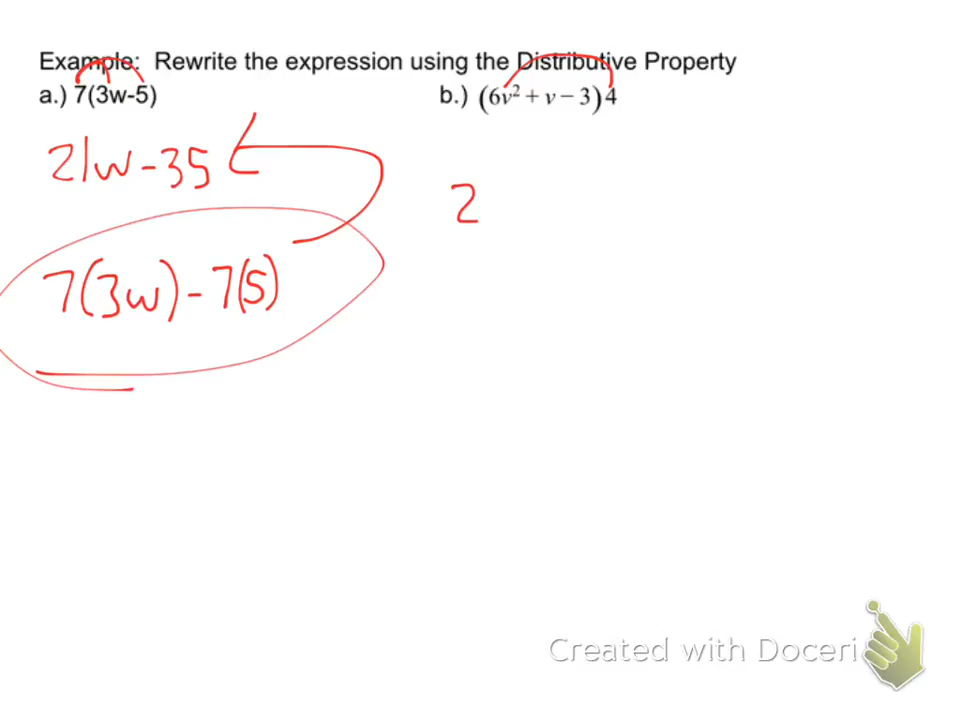 Example: Rewrite the expression using the Distributive Property
a.) 7(3w-5)
b.) (6v² + v − 3)4
21w - 35
7(3w) - 7(5)
2
Created with Doceri